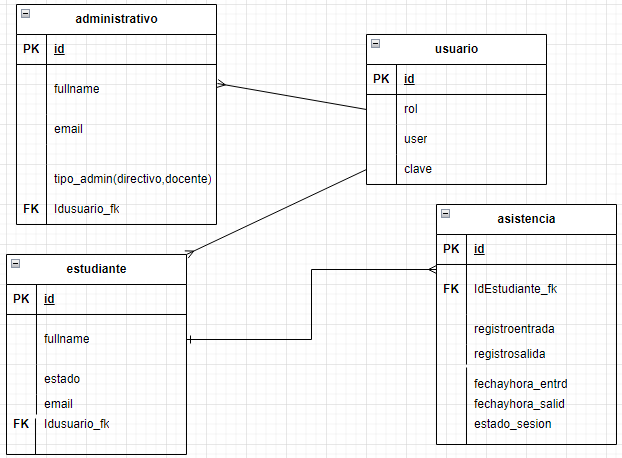 administrativo
PK id
fullname
email
tipo_admin(directivo,docente)
FK Idusuario_fk
usuario
PK id
rol
user
clave
estudiante
PK id
fullname
estado
email
FK Idusuario_fk
asistencia
PK id
FK IdEstudiante_fk
registroentrada
registrosalida
fechayhora_entrd
fechayhora_salid
estado_sesion